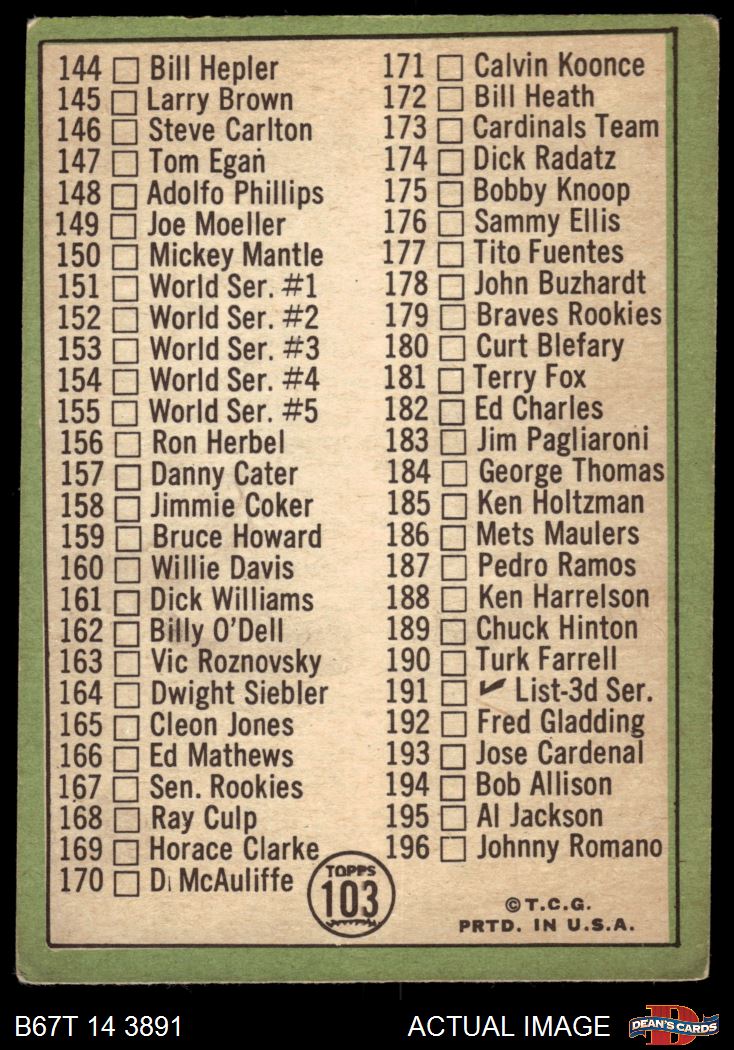 144 Bill Hepler
145 Larry Brown
146 Steve Carlton
147 Tom Egan
148 Adolfo Phillips
149 Joe Moeller
150 Mickey Mantle
151 World Ser. #1
152 World Ser. #2
153 World Ser. #3
154 World Ser. #4
155 World Ser. #5
156 Ron Herbel
157 Danny Cater
158 Jimmie Coker
159 Bruce Howard
160 Willie Davis
161 Dick Williams
162 Billy O'Dell
163 Vic Roznovsky
164 Dwight Siebler
165 Cleon Jones
166 Ed Mathews
167 Sen. Rookies
168 Ray Culp
169 Horace Clarke
170 D. McAuliffe
171 Calvin Koonce
172 Bill Heath
173 Cardinals Team
174 Dick Radatz
175 Bobby Knoop
176 Sammy Ellis
177 Tito Fuentes
178 John Buzhardt
179 Braves Rookies
180 Curt Blefary
181 Terry Fox
182 Ed Charles
183 Jim Pagliaroni
184 George Thomas
185 Ken Holtzman
186 Mets Maulers
187 Pedro Ramos
188 Ken Harrelson
189 Chuck Hinton
190 Turk Farrell
191 List-3d Ser.
192 Fred Gladding
193 Jose Cardenal
194 Bob Allison
195 Al Jackson
196 Johnny Romano
TOPPS
103
© T.C.G.
PRTD. IN U.S.A.
B67T 14 3891
ACTUAL IMAGE
D
DEAN'S CARDS